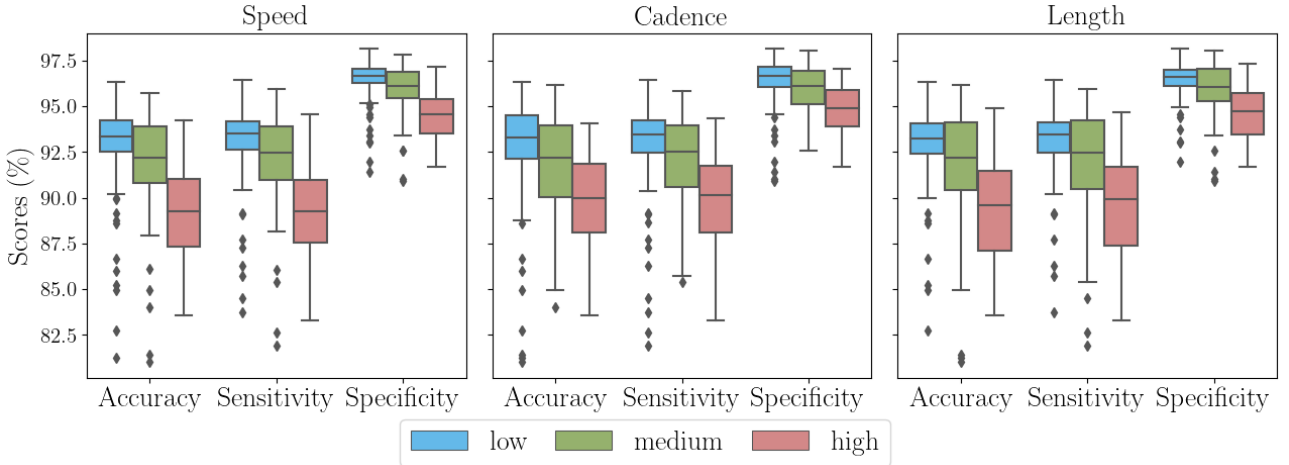 Speed
Cadence
Length
Scores (%)
97.5
95.0
92.5
90.0
87.5
85.0
82.5
Accuracy Sensitivity Specificity
Accuracy Sensitivity Specificity
Accuracy Sensitivity Specificity
low medium high